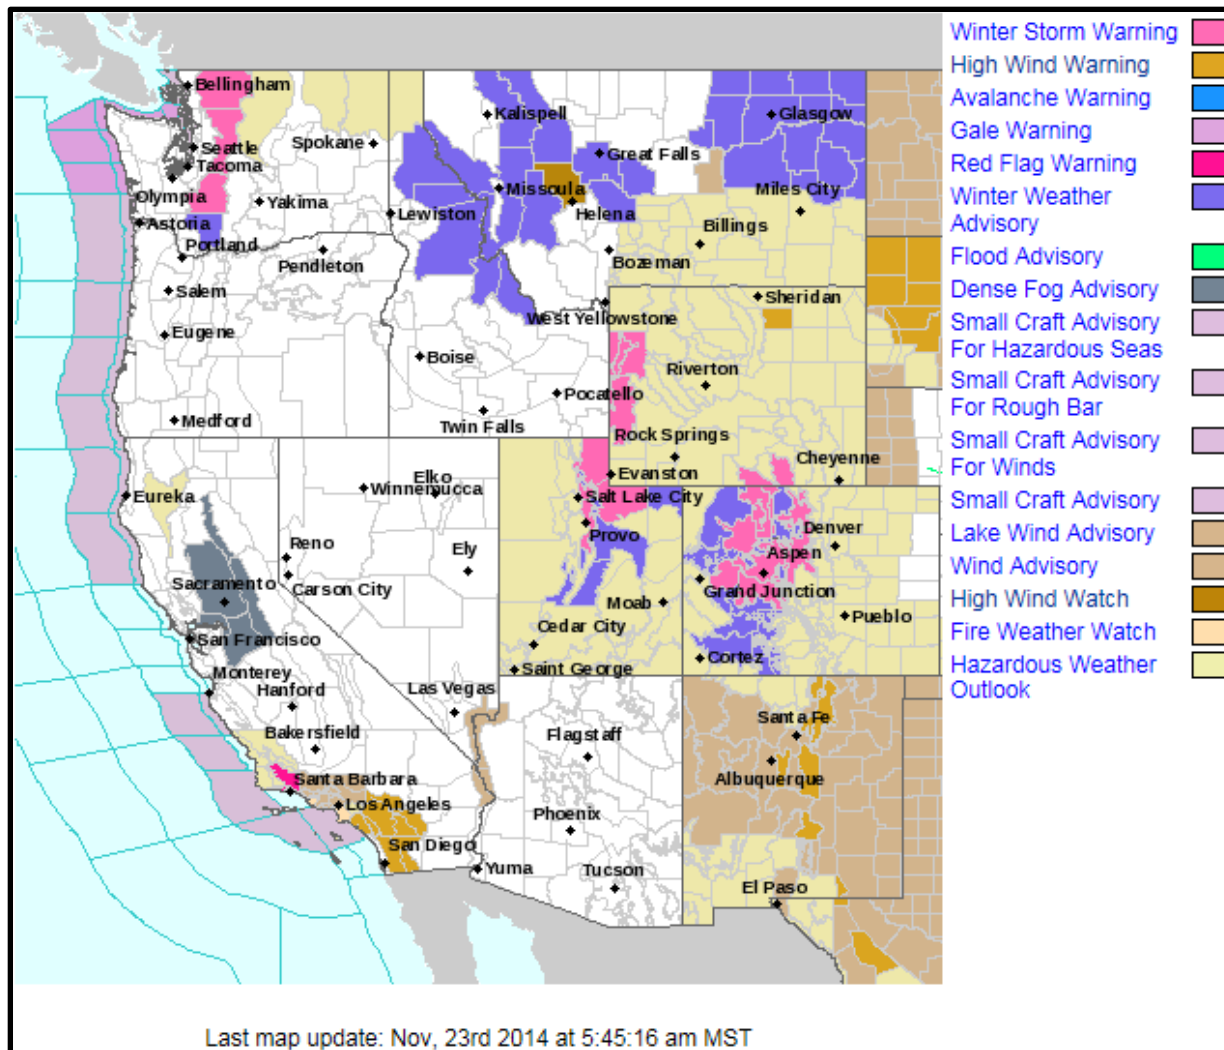 Winter Storm Warning
High Wind Warning
Avalanche Warning
Gale Warning
Red Flag Warning
Winter Weather
Advisory
Flood Advisory
Dense Fog Advisory
Small Craft Advisory
For Hazardous Seas
Small Craft Advisory
For Rough Bar
Small Craft Advisory
For Winds
Small Craft Advisory
Lake Wind Advisory
Wind Advisory
High Wind Watch
Fire Weather Watch
Hazardous Weather
Outlook
Bellingham
Kalispell
Glasgow
Seattle
Spokane
Great Falls
Tacoma
Olympia
Yakima
Lewiston
Missoula
Helena
Miles City
Astoria
Portland
Pendleton
Billings
Bozeman
Salem
Sheridan
Eugene
West Yellowstone
Boise
Riverton
Pocatello
Medford
Twin Falls
Rock Springs
Cheyenne
Evanston
Elko
Winnemucca
Eureka
Salt Lake City
Provo
Denver
Reno
Ely
Aspen
Sacramento
Carson City
Grand Junction
Moab
Pueblo
San Francisco
Cedar City
Cortez
Monterey
Saint George
Hanford
Las Vegas
Bakersfield
Flagstaff
Santa Fe
Albuquerque
Santa Barbara
Los Angeles
Phoenix
San Diego
Yuma
Tucson
El Paso
Last map update: Nov, 23rd 2014 at 5:45:16 am MST